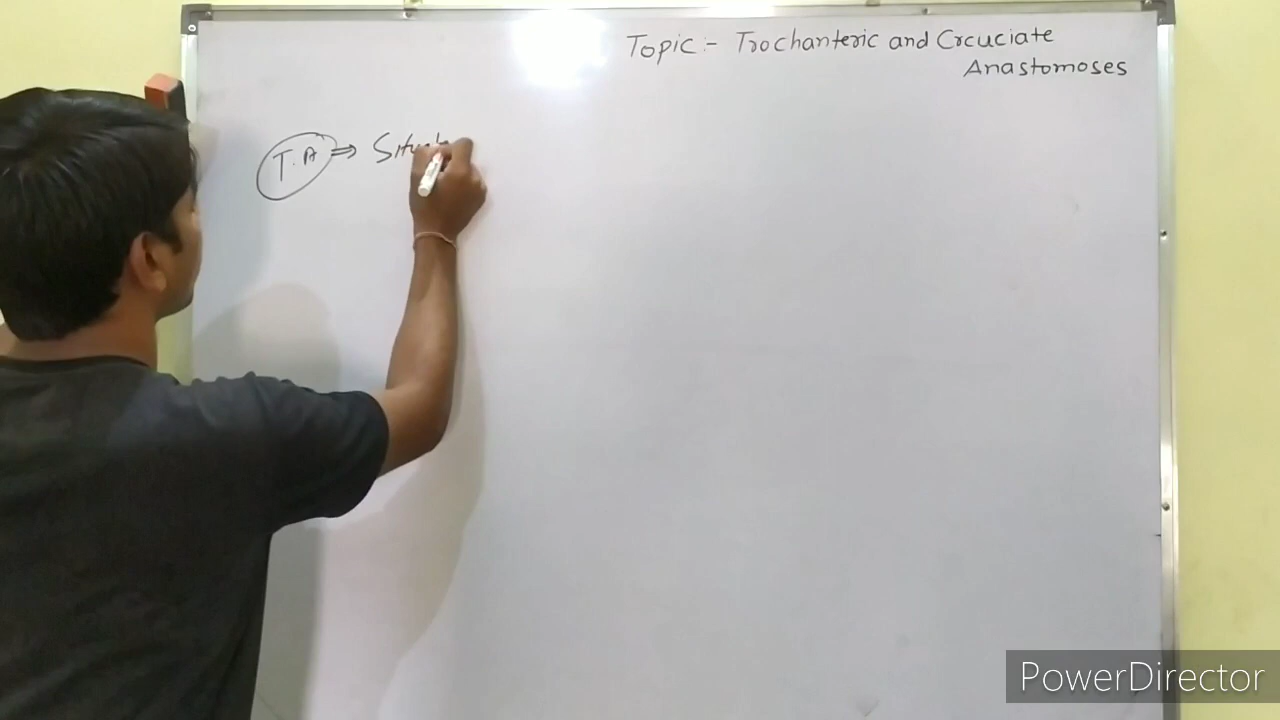 Topic:- Trochanteric and Crcuciate
Anastomoses
T.A ⇒
PowerDirector